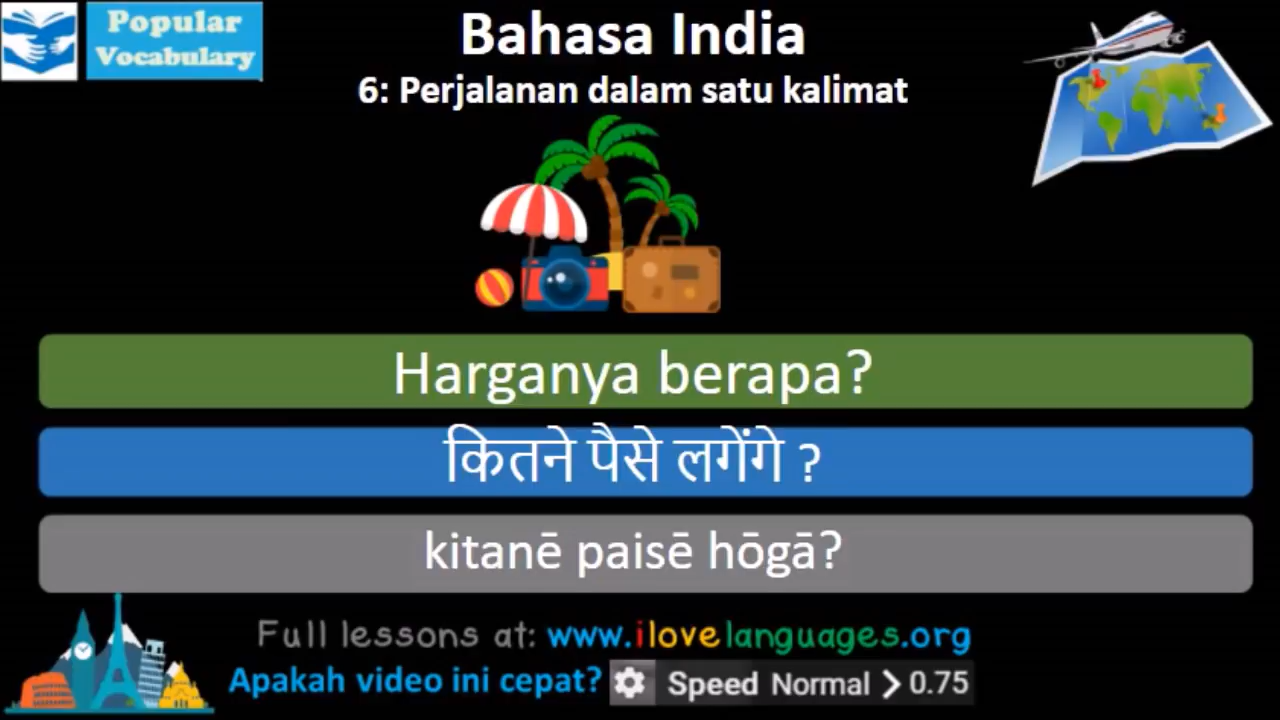 Popular
Vocabulary
Bahasa India
6: Perjalanan dalam satu kalimat
Harganya berapa?
कितने पैसे लगेंगे ?
kitanē paisē hōgā?
Full lessons at: www.ilovelanguages.org
Apakah video ini cepat? Speed Normal > 0.75